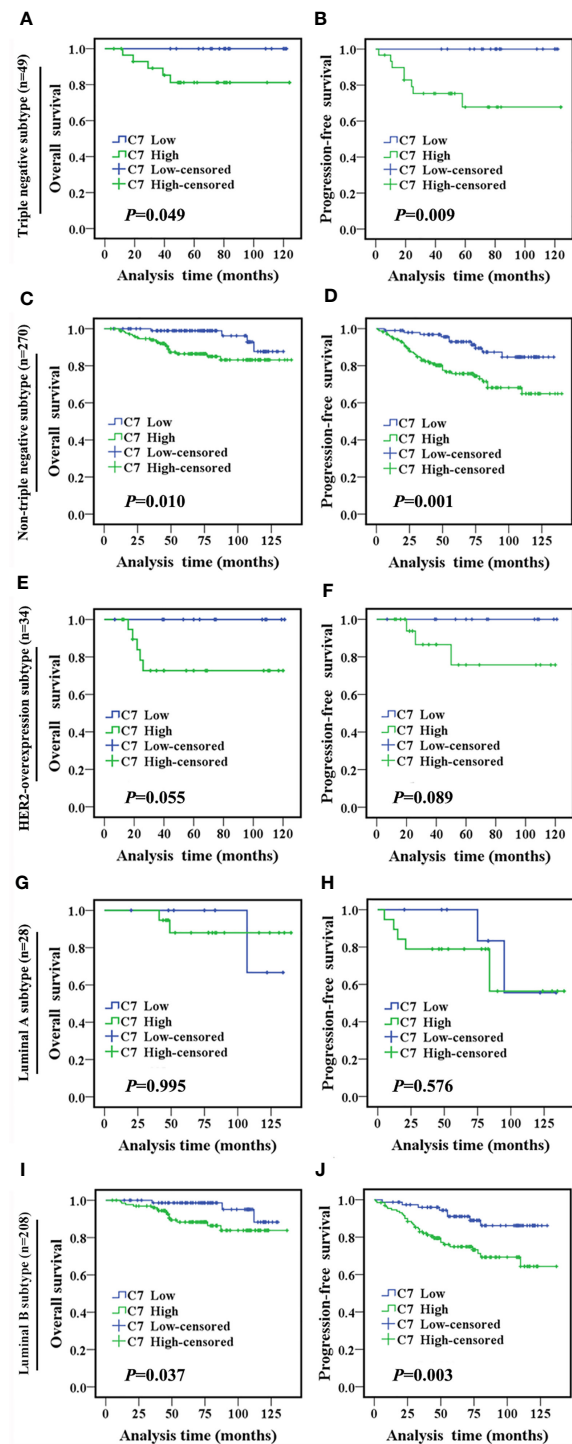 A
Triple negative subtype (n=49)
Overall survival
1.0
0.8
0.6
0.4
0.2
0.0
C7 Low
C7 High
C7 Low-censored
C7 High-censored
P=0.049
0 20 40 60 80 100 120
Analysis time (months)
B
Progression-free survival
1.0
0.8
0.6
0.4
0.2
0.0
C7 Low
C7 High
C7 Low-censored
C7 High-censored
P=0.009
0 20 40 60 80 100 120
Analysis time (months)
C
Non-triple negative subtype (n=270)
Overall survival
1.0
0.8
0.6
0.4
0.2
0.0
C7 Low
C7 High
C7 Low-censored
C7 High-censored
P=0.010
0 25 50 75 100 125
Analysis time (months)
D
Progression-free survival
1.0
0.8
0.6
0.4
0.2
0.0
C7 Low
C7 High
C7 Low-censored
C7 High-censored
P=0.001
0 25 50 75 100 125
Analysis time (months)
E
HER2-overexpression subtype (n=34)
Overall survival
1.0
0.8
0.6
0.4
0.2
0.0
C7 Low
C7 High
C7 Low-censored
C7 High-censored
P=0.055
0 20 40 60 80 100 120
Analysis time (months)
F
Progression-free survival
1.0
0.8
0.6
0.4
0.2
0.0
C7 Low
C7 High
C7 Low-censored
C7 High-censored
P=0.089
0 20 40 60 80 100 120
Analysis time (months)
G
Luminal A subtype (n=28)
Overall survival
1.0
0.8
0.6
0.4
0.2
0.0
C7 Low
C7 High
C7 Low-censored
C7 High-censored
P=0.995
0 25 50 75 100 125
Analysis time (months)
H
Progression-free survival
1.0
0.8
0.6
0.4
0.2
0.0
C7 Low
C7 High
C7 Low-censored
C7 High-censored
P=0.576
0 25 50 75 100 125
Analysis time (months)
I
Luminal B subtype (n=208)
Overall survival
1.0
0.8
0.6
0.4
0.2
0.0
C7 Low
C7 High
C7 Low-censored
C7 High-censored
P=0.037
0 25 50 75 100 125
Analysis time (months)
J
Progression-free survival
1.0
0.8
0.6
0.4
0.2
0.0
C7 Low
C7 High
C7 Low-censored
C7 High-censored
P=0.003
0 25 50 75 100 125
Analysis time (months)